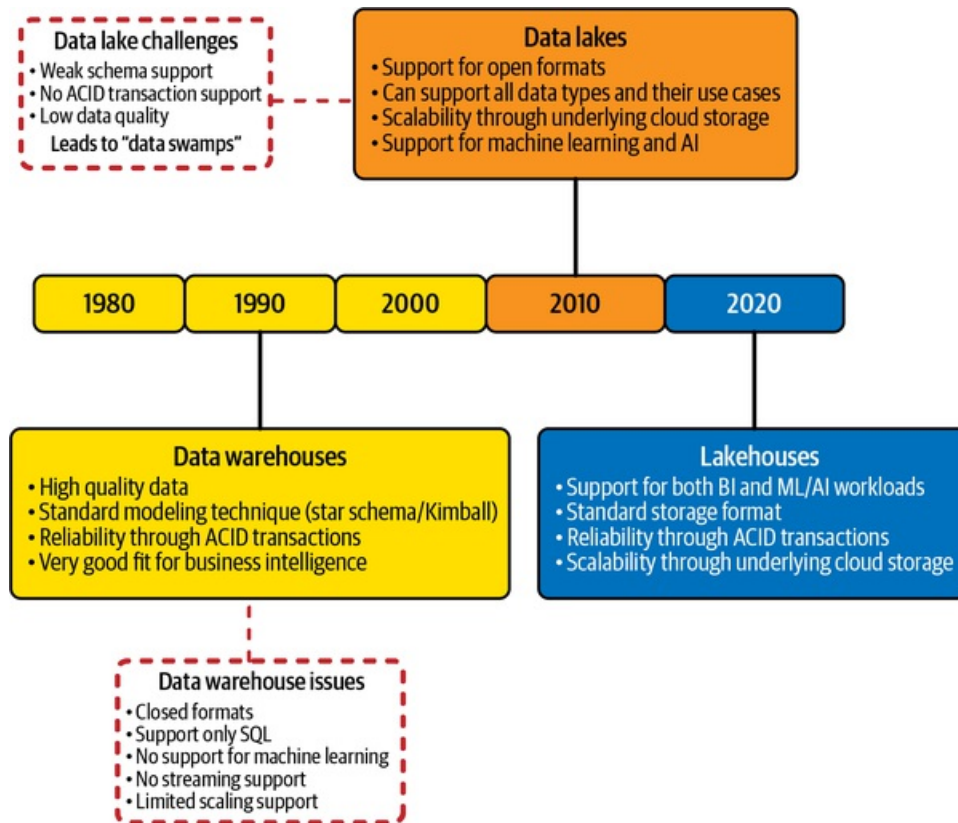 Data lake challenges
• Weak schema support
• No ACID transaction support
• Low data quality
Leads to “data swamps”
Data lakes
• Support for open formats
• Can support all data types and their use cases
• Scalability through underlying cloud storage
• Support for machine learning and AI
1980
1990
2000
2010
2020
Data warehouses
• High quality data
• Standard modeling technique (star schema/Kimball)
• Reliability through ACID transactions
• Very good fit for business intelligence
Lakehouses
• Support for both BI and ML/AI workloads
• Standard storage format
• Reliability through ACID transactions
• Scalability through underlying cloud storage
Data warehouse issues
• Closed formats
• Support only SQL
• No support for machine learning
• No streaming support
• Limited scaling support